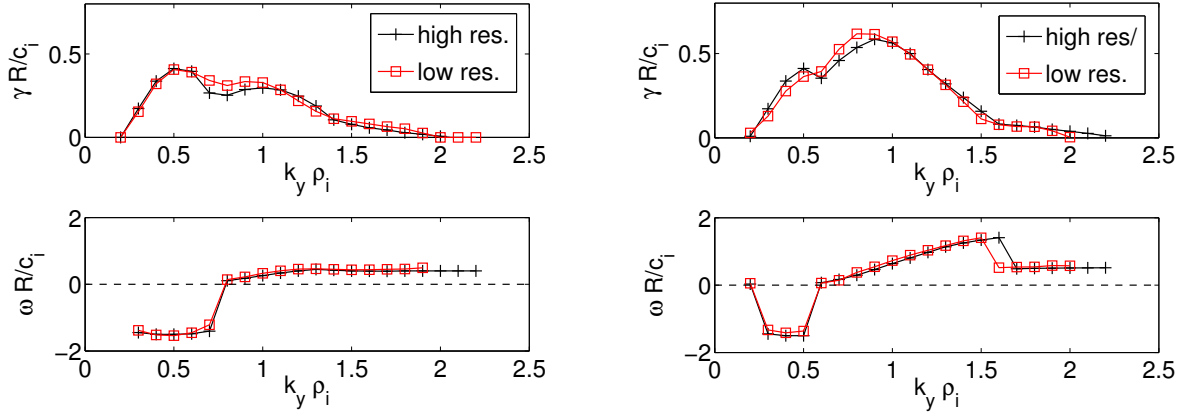 γ R/c_i
0.5
0
high res.
low res.
0 0.5 1 1.5 2 2.5
k_y ρ_i
ω R/c_i
2
0
−2
0 0.5 1 1.5 2 2.5
k_y ρ_i
γ R/c_i
0.5
0
high res/
low res.
0 0.5 1 1.5 2 2.5
k_y ρ_i
ω R/c_i
2
0
−2
0 0.5 1 1.5 2 2.5
k_y ρ_i